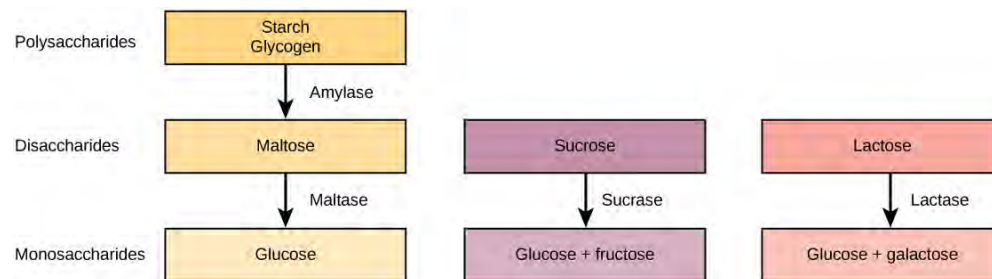 Polysaccharides
Starch
Glycogen
Amylase
Disaccharides
Maltose
Sucrose
Lactose
Maltase
Sucrase
Lactase
Monosaccharides
Glucose
Glucose + fructose
Glucose + galactose